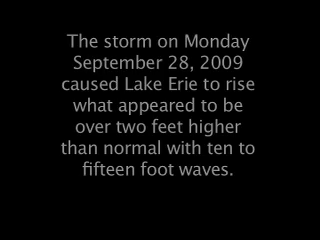 The storm on Monday
September 28, 2009
caused Lake Erie to rise
what appeared to be
over two feet higher
than normal with ten to
fifteen foot waves.